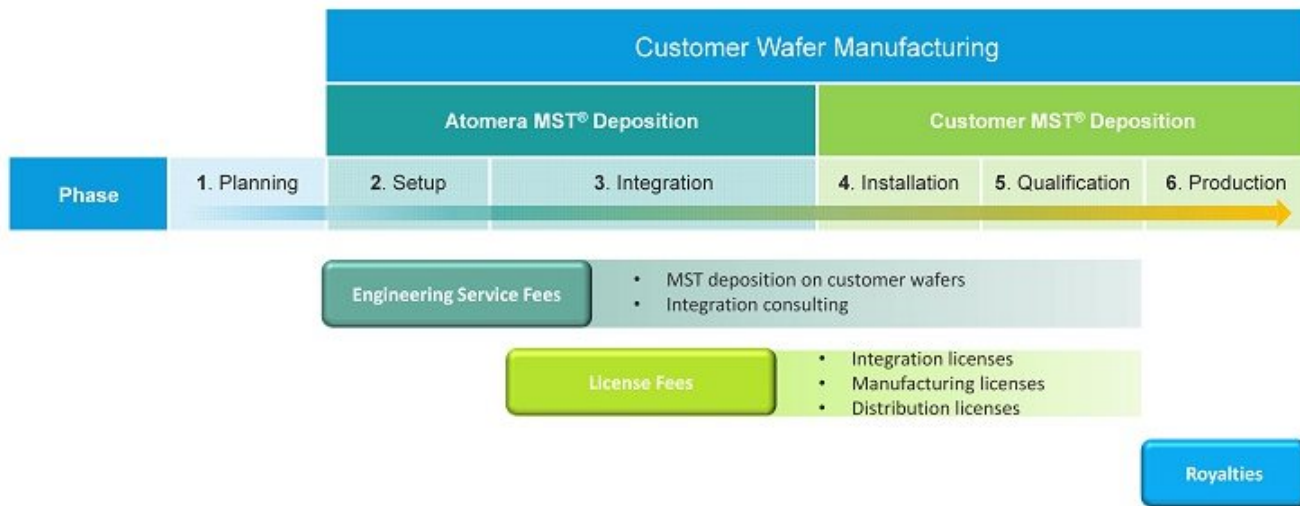 Customer Wafer Manufacturing
Atomera MST® Deposition
Customer MST® Deposition
Phase
1. Planning
2. Setup
3. Integration
4. Installation
5. Qualification
6. Production
Engineering Service Fees
• MST deposition on customer wafers
• Integration consulting
License Fees
• Integration licenses
• Manufacturing licenses
• Distribution licenses
Royalties